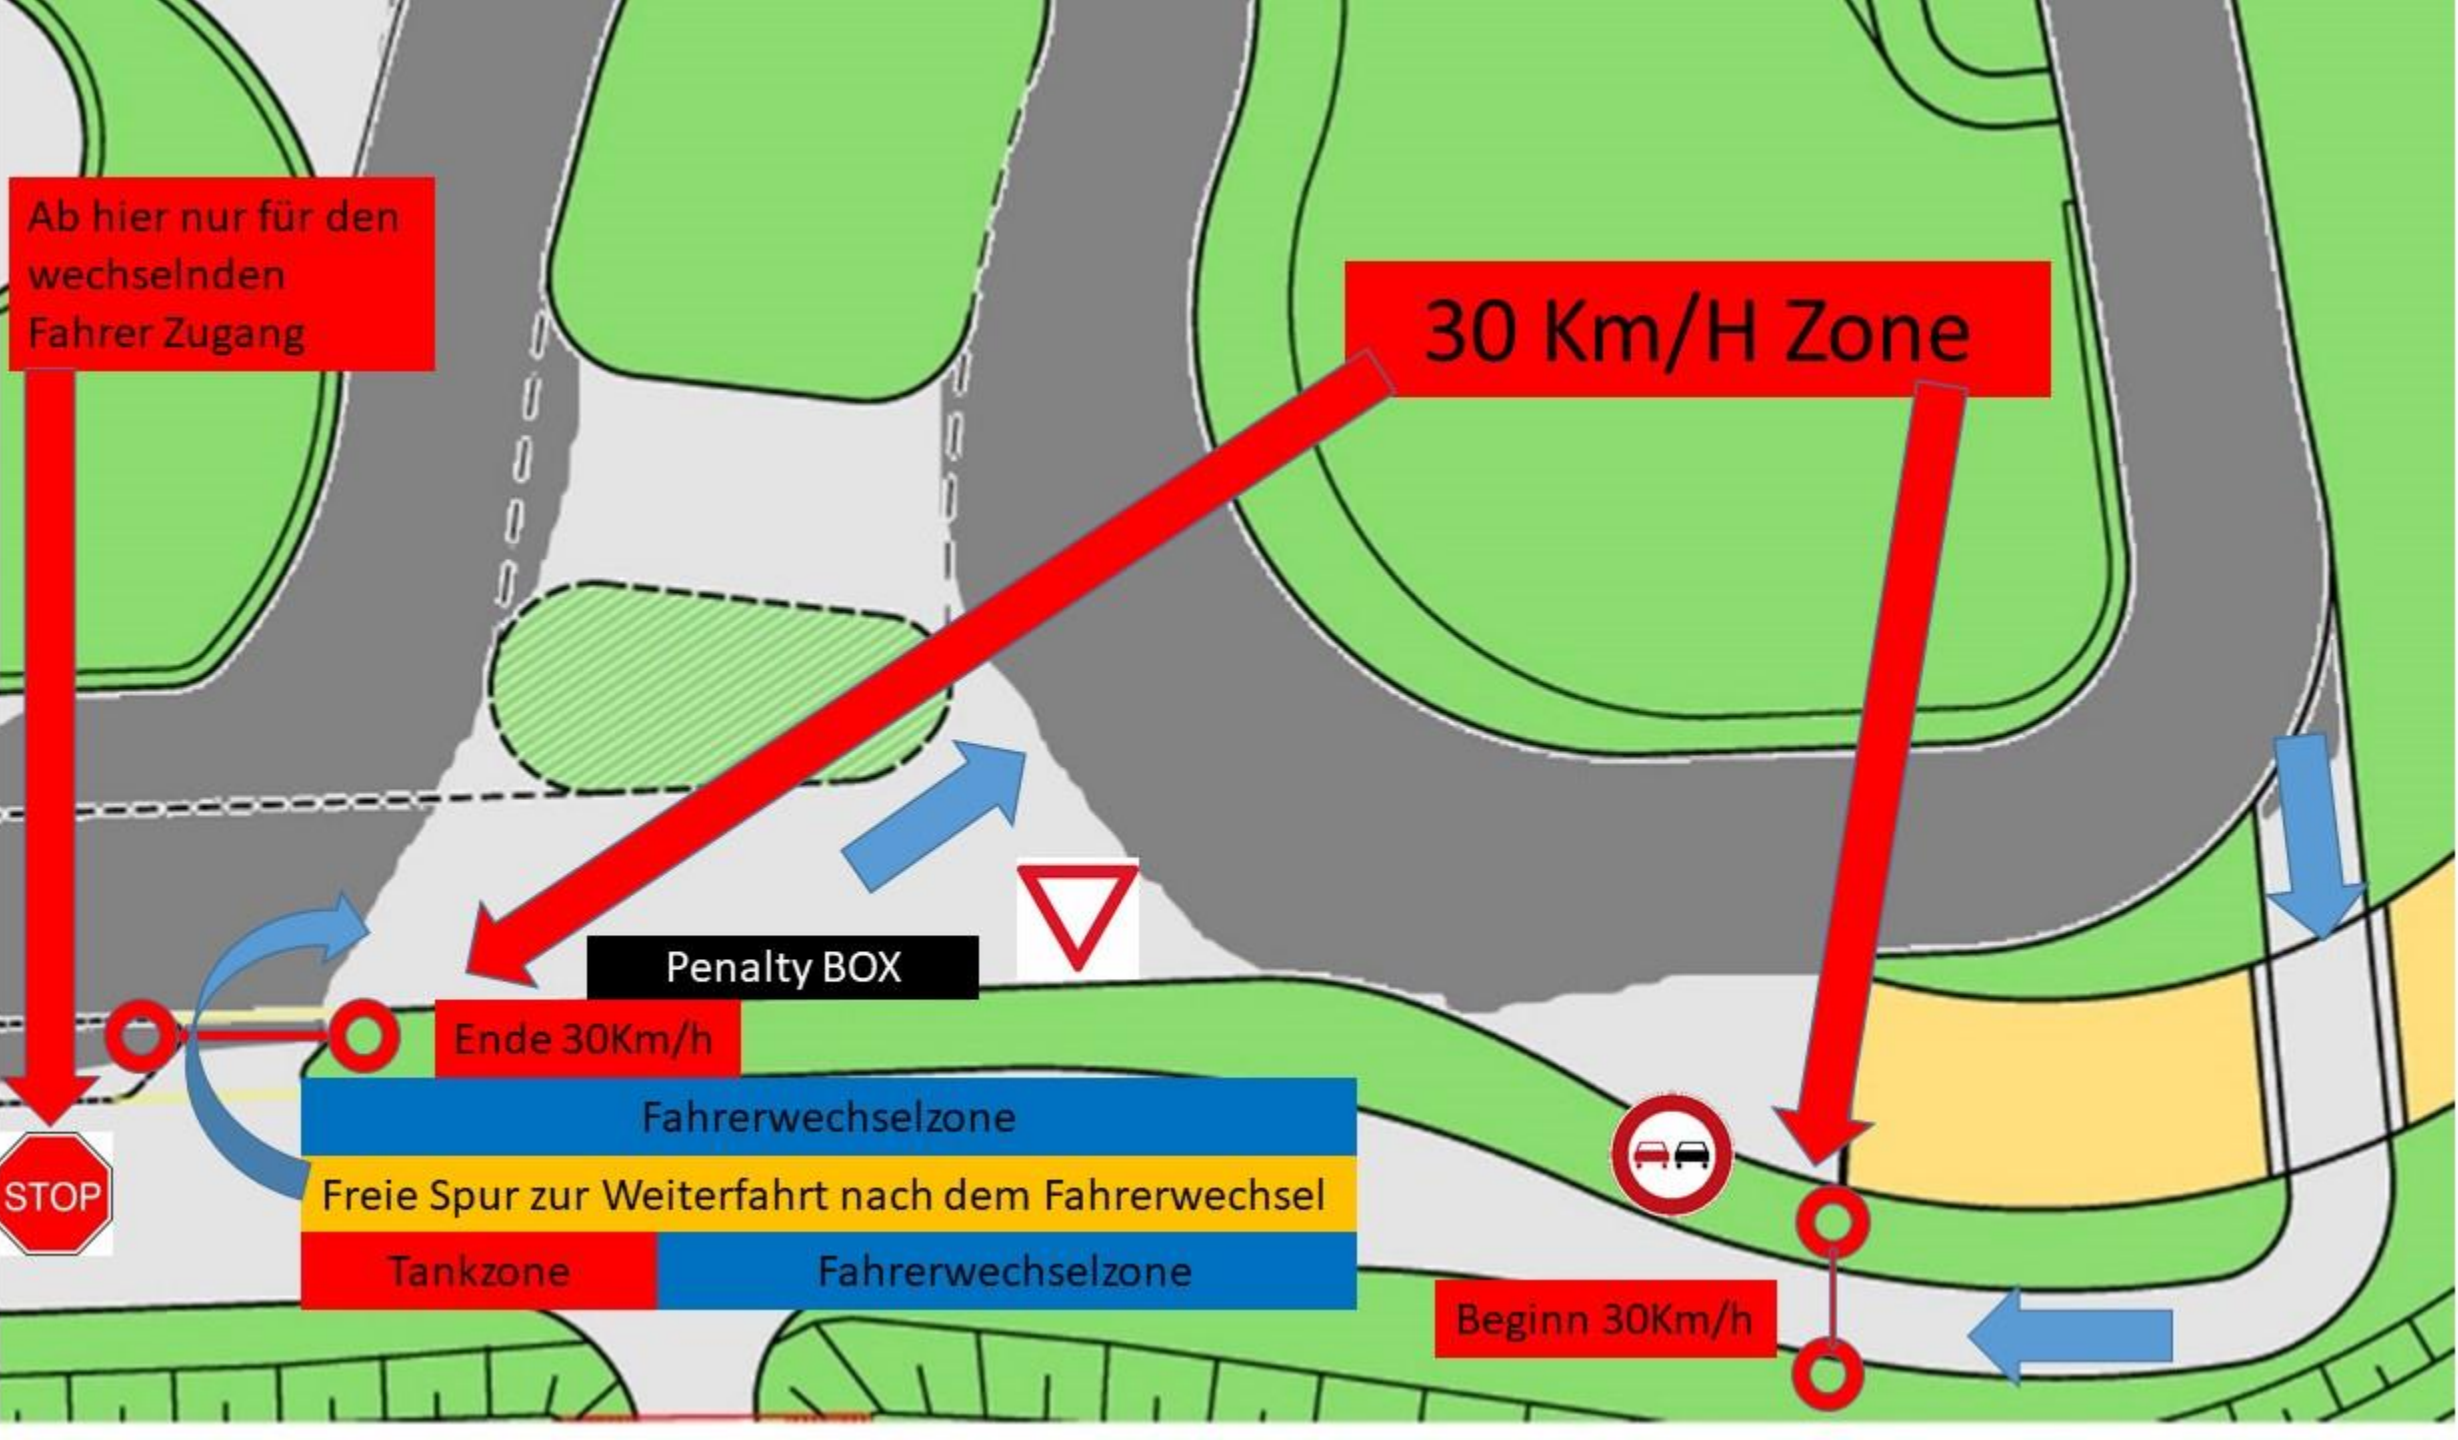 Ab hier nur für den
wechselnden
Fahrer Zugang
30 Km/H Zone
Penalty BOX
Ende 30Km/h
Fahrerwechselzone
STOP
Freie Spur zur Weiterfahrt nach dem Fahrerwechsel
Tankzone
Fahrerwechselzone
Beginn 30Km/h